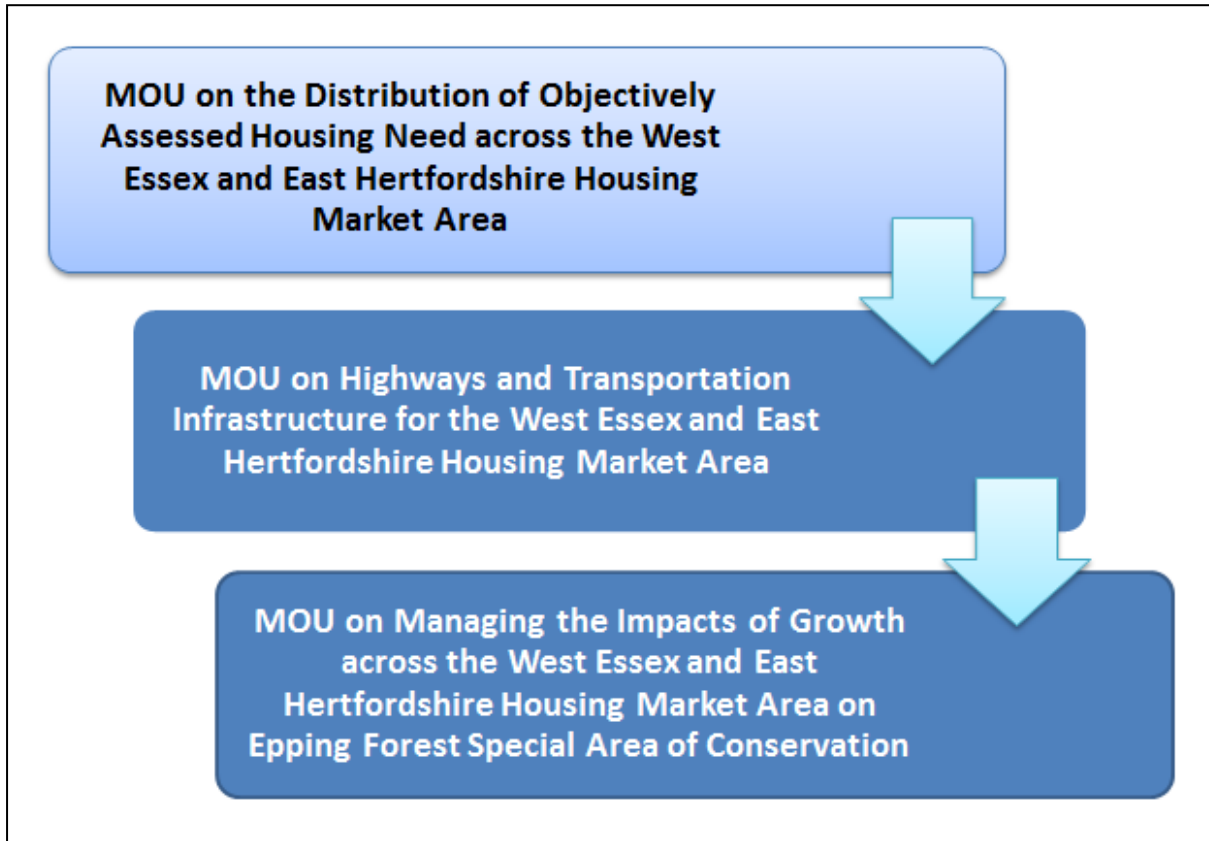 MOU on the Distribution of Objectively
Assessed Housing Need across the West
Essex and East Hertfordshire Housing
Market Area
MOU on Highways and Transportation
Infrastructure for the West Essex and East
Hertfordshire Housing Market Area
MOU on Managing the Impacts of Growth
across the West Essex and East
Hertfordshire Housing Market Area on
Epping Forest Special Area of Conservation